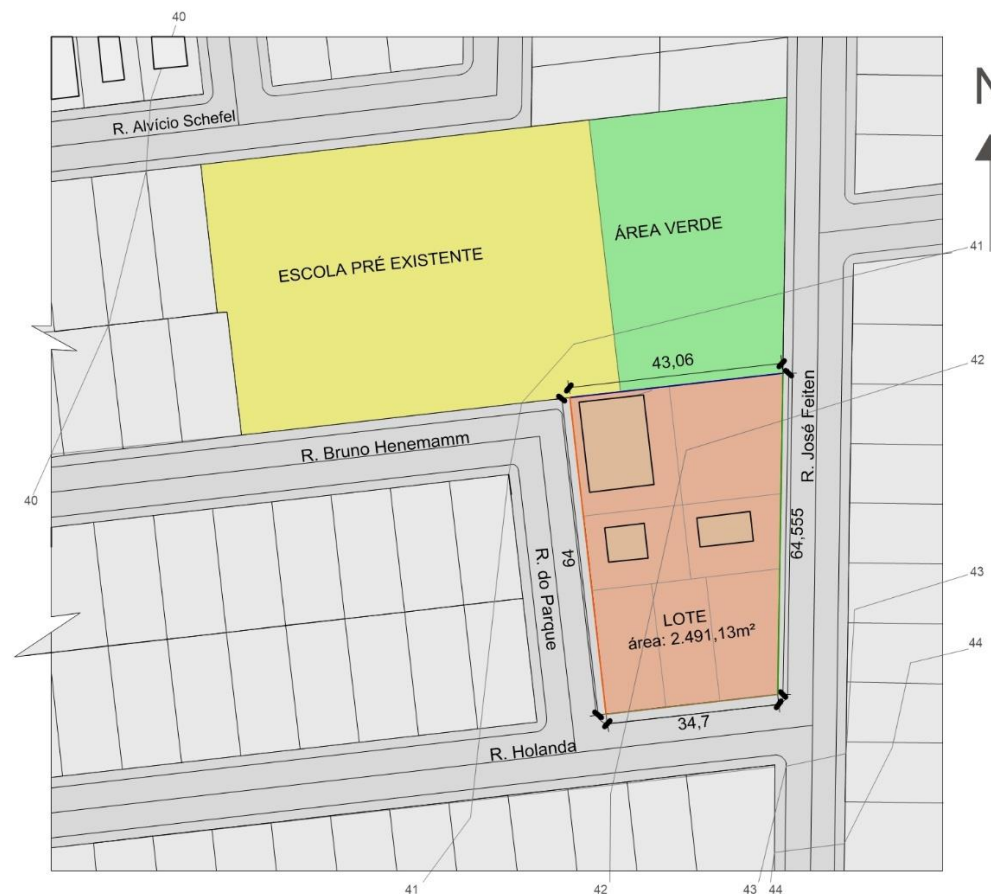 40
R. Alvício Schefel
N
ÁREA VERDE
ESCOLA PRÉ EXISTENTE
41
43,06
42
R. José Feiten
R. Bruno Henemamm
40
64,555
64
R. do Parque
43
LOTE
área: 2.491,13m²
44
34,7
R. Holanda
41
42
43
44